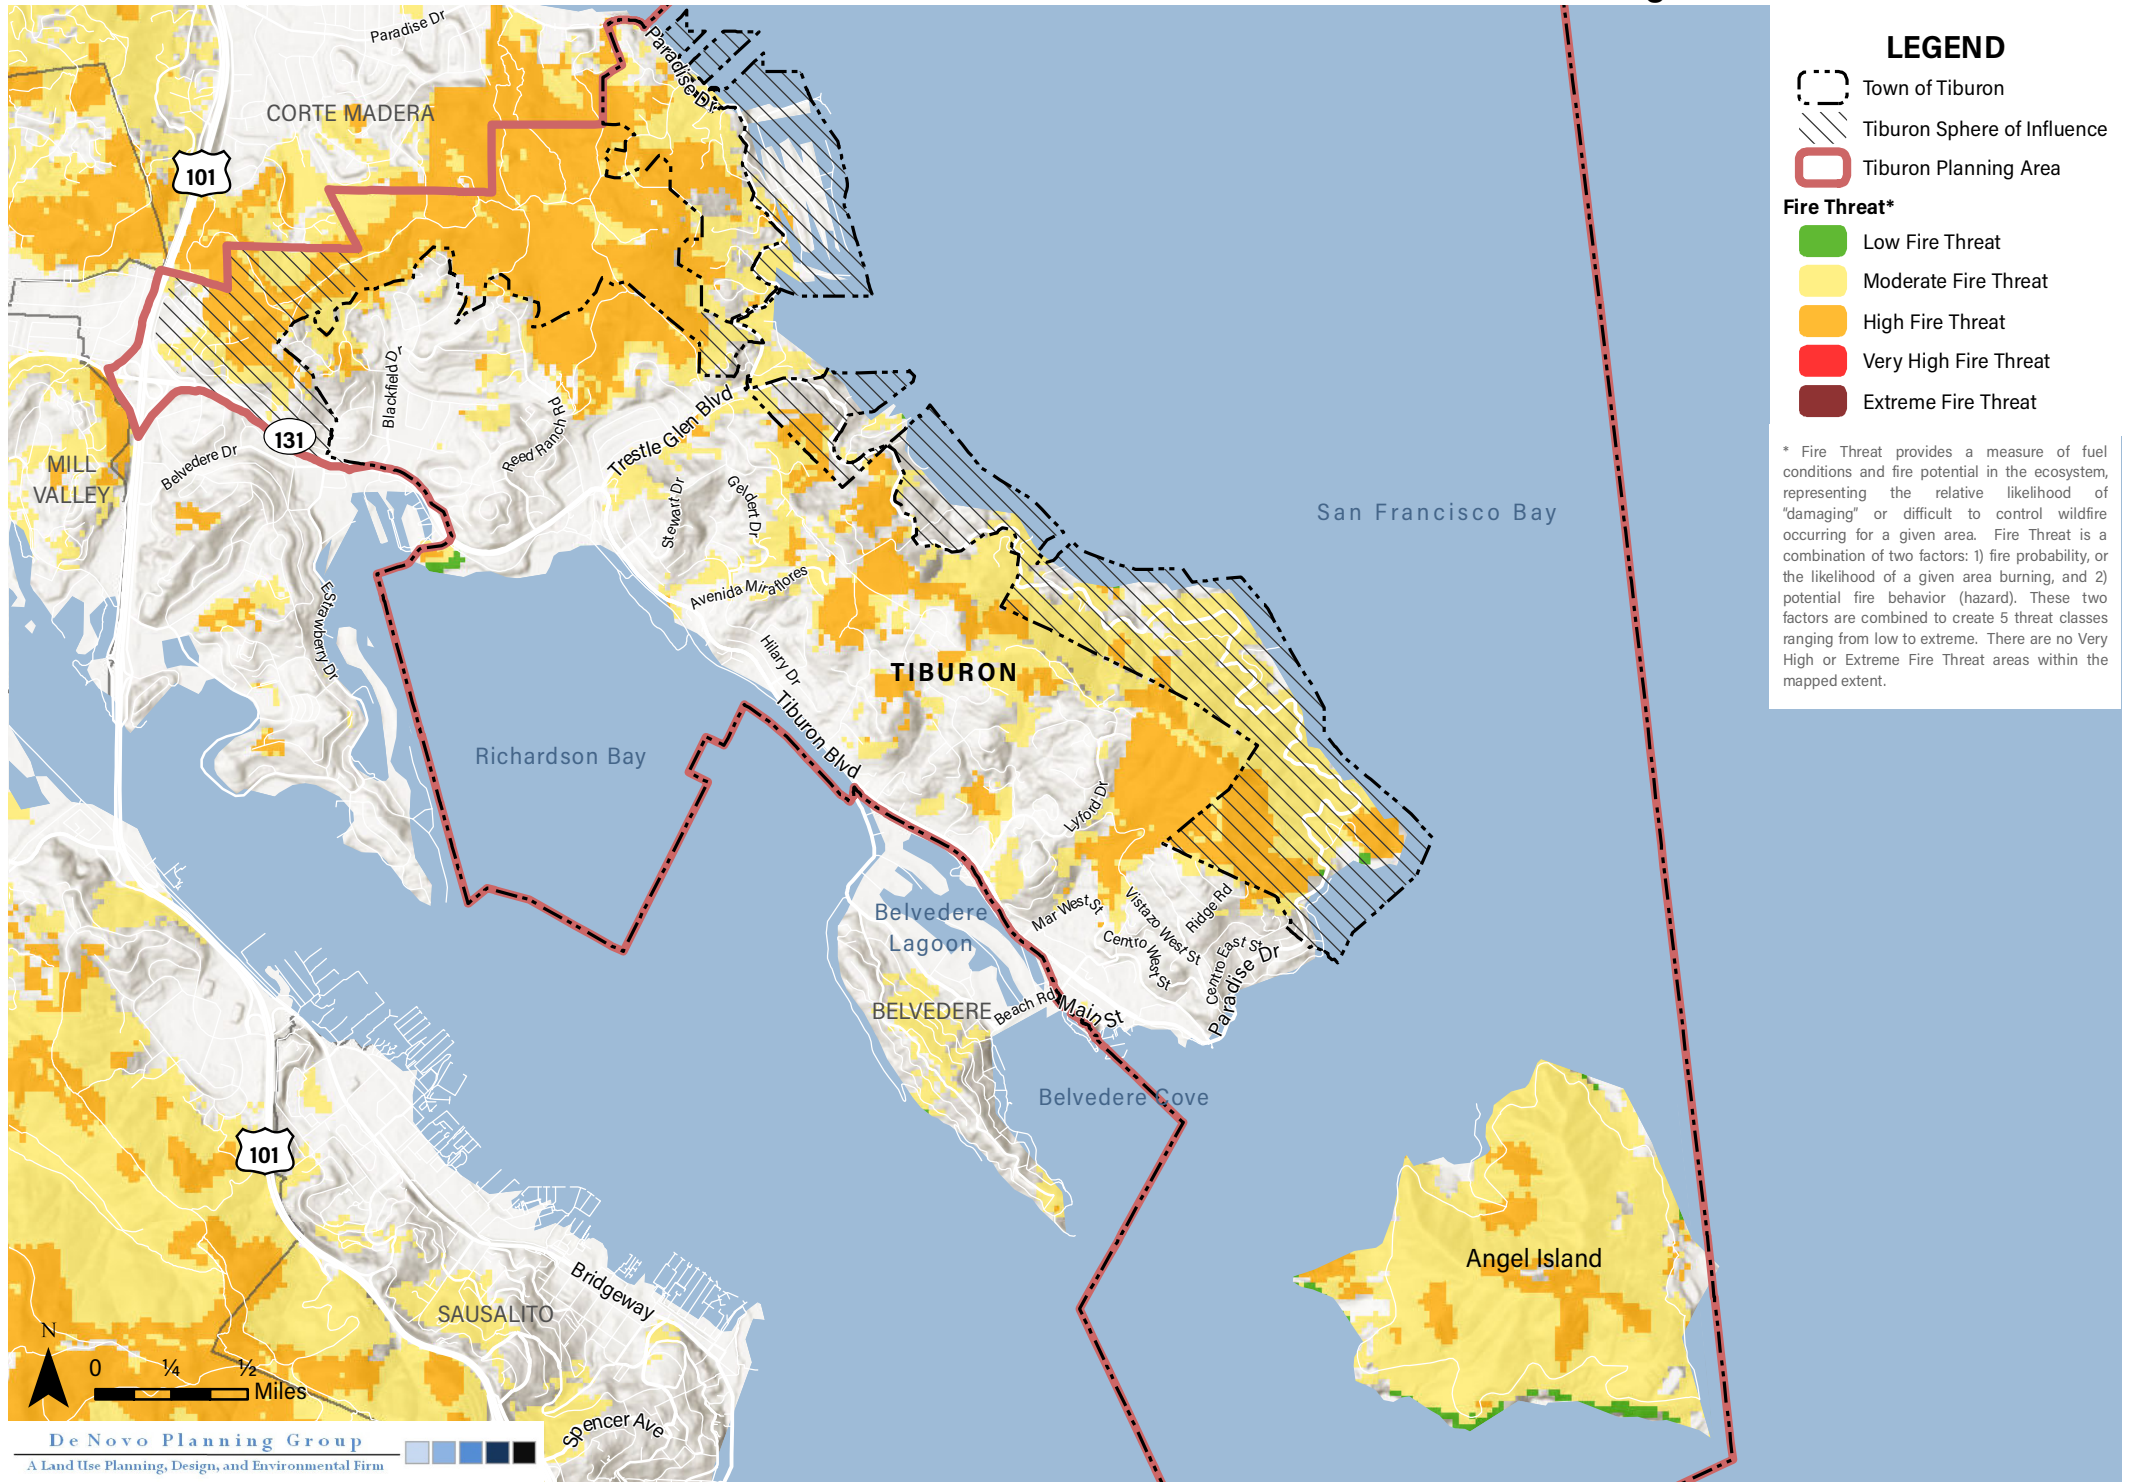 Paradise Dr
Paradise Dr
CORTE MADERA
101
LEGEND
Town of Tiburon
Tiburon Sphere of Influence
Tiburon Planning Area
Fire Threat*
Low Fire Threat
Moderate Fire Threat
High Fire Threat
Very High Fire Threat
Extreme Fire Threat
* Fire Threat provides a measure of fuel
conditions and fire potential in the ecosystem,
representing the relative likelihood of
"damaging" or difficult to control wildfire
occurring for a given area. Fire Threat is a
combination of two factors: 1) fire probability, or
the likelihood of a given area burning, and 2)
potential fire behavior (hazard). These two
factors are combined to create 5 threat classes
ranging from low to extreme. There are no Very
High or Extreme Fire Threat areas within the
mapped extent.
Blackfield Dr
131
Reed Ranch Rd
Trestle Glen Blvd
MILL
VALLEY
Belvedere Dr
Stewart Dr
Geldert Dr
San Francisco Bay
E Strawberry Dr
Avenida Miraflores
Hilary Dr
TIBURON
Tiburon Blvd
Richardson Bay
Lyford Dr
Belvedere
Lagoon
Mar West St
Vistazo West St
Ridge Rd
Centro West St
Centro East St
Paradise Dr
BELVEDERE
Beach Rd
Main St
Belvedere Cove
101
Angel Island
Bridgeway
SAUSALITO
N
0 ¼ ½
Miles
Spencer Ave
De Novo Planning Group
A Land Use Planning, Design, and Environmental Firm